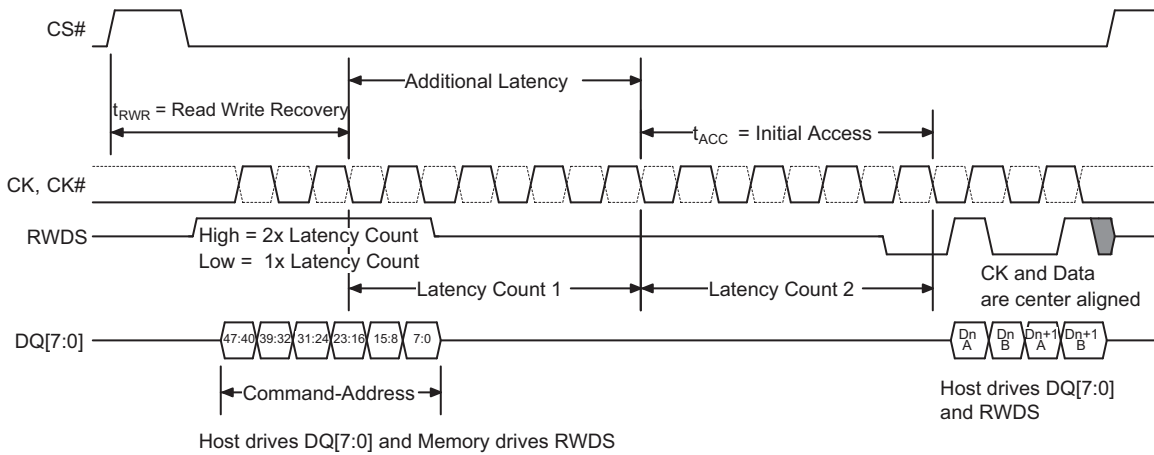 CS#
Additional Latency
tRWR = Read Write Recovery
tACC = Initial Access
CK, CK#
RWDS
High = 2x Latency Count
Low = 1x Latency Count
CK and Data
are center aligned
Latency Count 1
Latency Count 2
DQ[7:0]
47:40 39:32 31:24 23:16 15:8 7:0
Dn A
Dn B
Dn+1 A
Dn+1 B
Command-Address
Host drives DQ[7:0]
and RWDS
Host drives DQ[7:0] and Memory drives RWDS